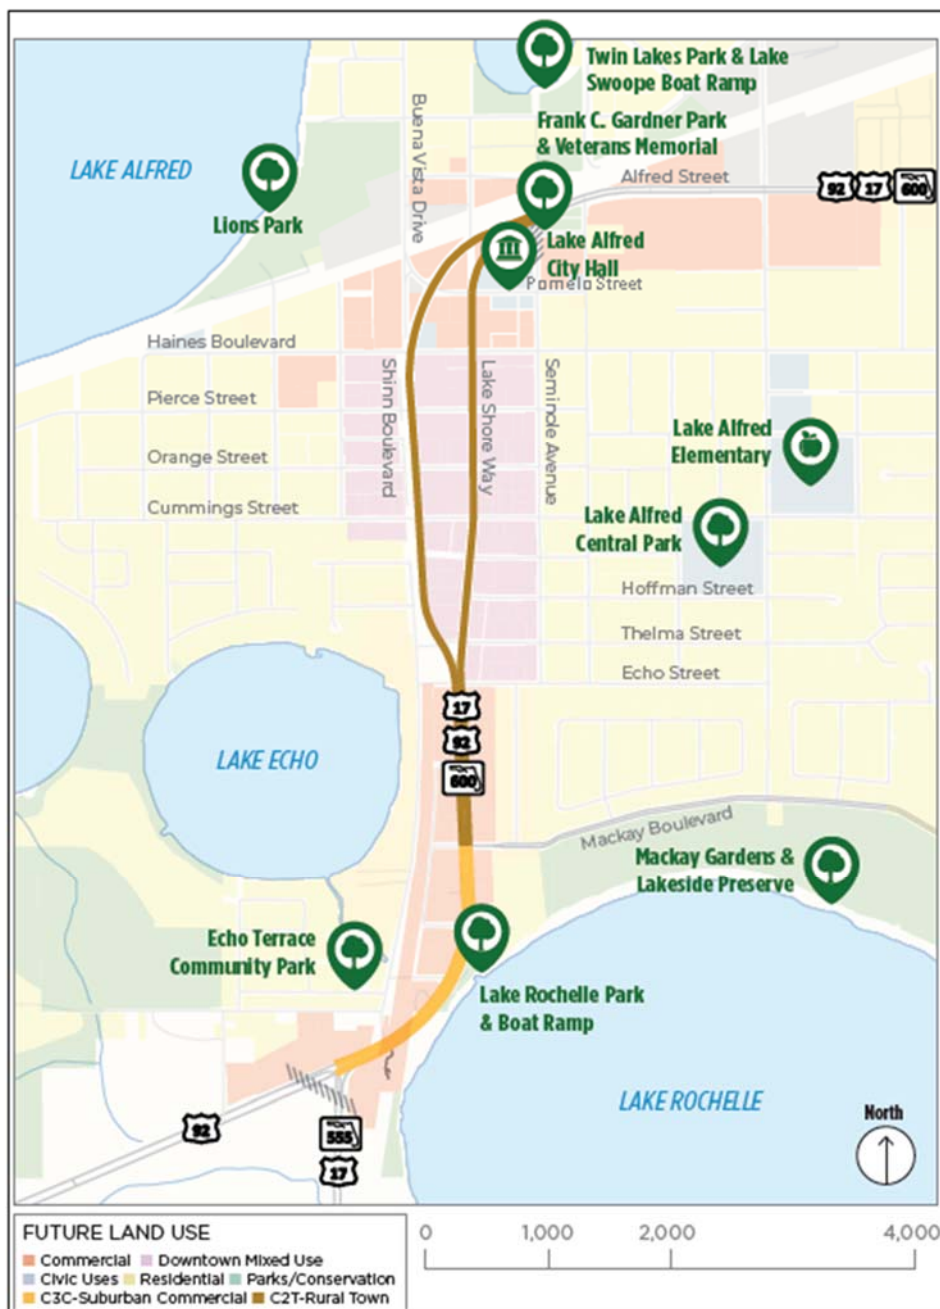 Twin Lakes Park & Lake
Swoope Boat Ramp
Buena Vista Drive
Frank C. Gardner Park
& Veterans Memorial
LAKE ALFRED
Alfred Street
92
17
600
Lions Park
Lake Alfred
City Hall
Pomelo Street
Haines Boulevard
Shinn Boulevard
Lake Shore Way
Seminole Avenue
Pierce Street
Lake Alfred
Elementary
Orange Street
Cummings Street
Lake Alfred
Central Park
Hoffman Street
Thelma Street
Echo Street
17
92
600
LAKE ECHO
Mackay Boulevard
Mackay Gardens &
Lakeside Preserve
Echo Terrace
Community Park
Lake Rochelle Park
& Boat Ramp
LAKE ROCHELLE
North
92
555
17
FUTURE LAND USE
Commercial Downtown Mixed Use
Civic Uses Residential Parks/Conservation
C3C-Suburban Commercial C2T-Rural Town
0 1,000 2,000 4,000